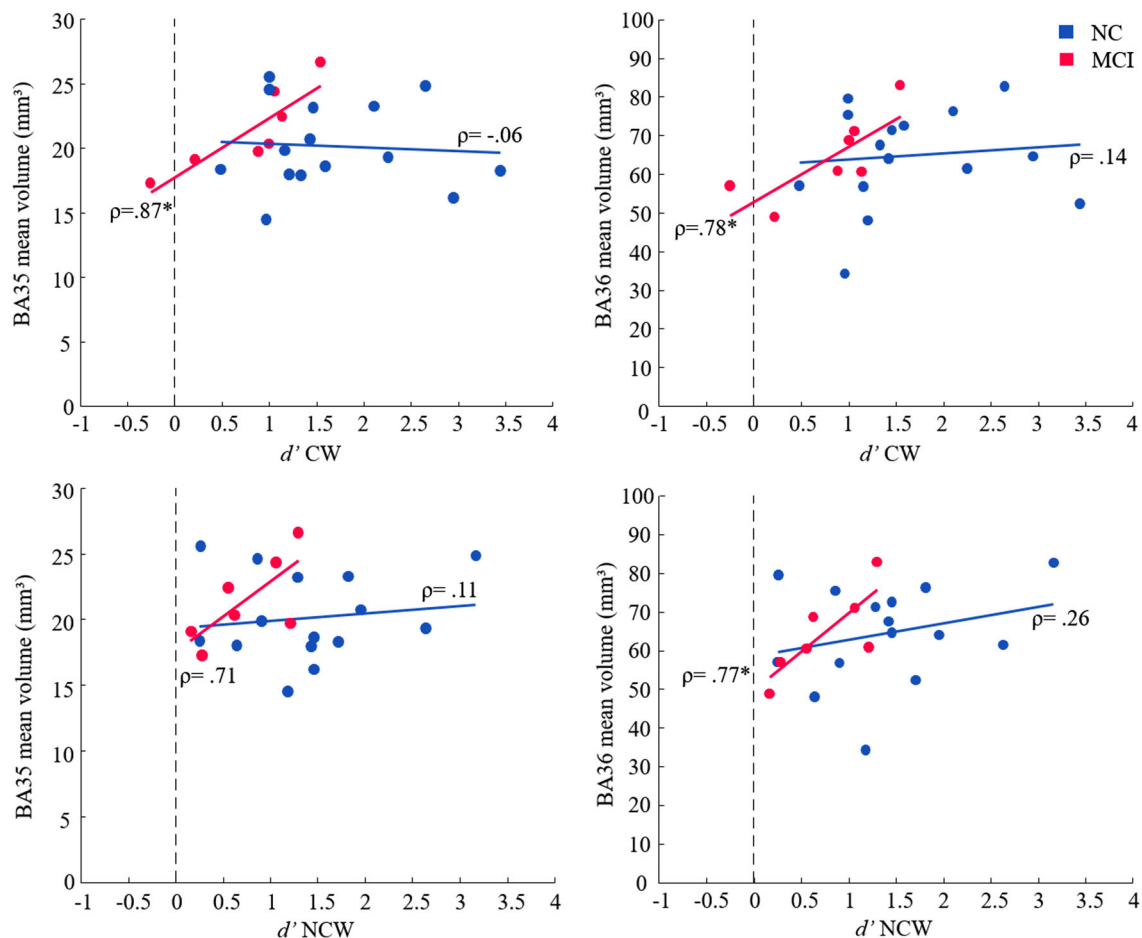 BA35 mean volume (mm³)
30
25
20
15
10
5
0
ρ=.87*
ρ= -.06
-1 -0.5 0 0.5 1 1.5 2 2.5 3 3.5 4
d’ CW
BA36 mean volume (mm³)
100
90
80
70
60
50
40
30
20
10
0
NC
MCI
ρ= .14
ρ=.78*
-1 -0.5 0 0.5 1 1.5 2 2.5 3 3.5 4
d’ CW
BA35 mean volume (mm³)
30
25
20
15
10
5
0
ρ= .11
ρ= .71
-1 -0.5 0 0.5 1 1.5 2 2.5 3 3.5 4
d’ NCW
BA36 mean volume (mm³)
100
90
80
70
60
50
40
30
20
10
0
ρ= .26
ρ= .77*
-1 -0.5 0 0.5 1 1.5 2 2.5 3 3.5 4
d’ NCW